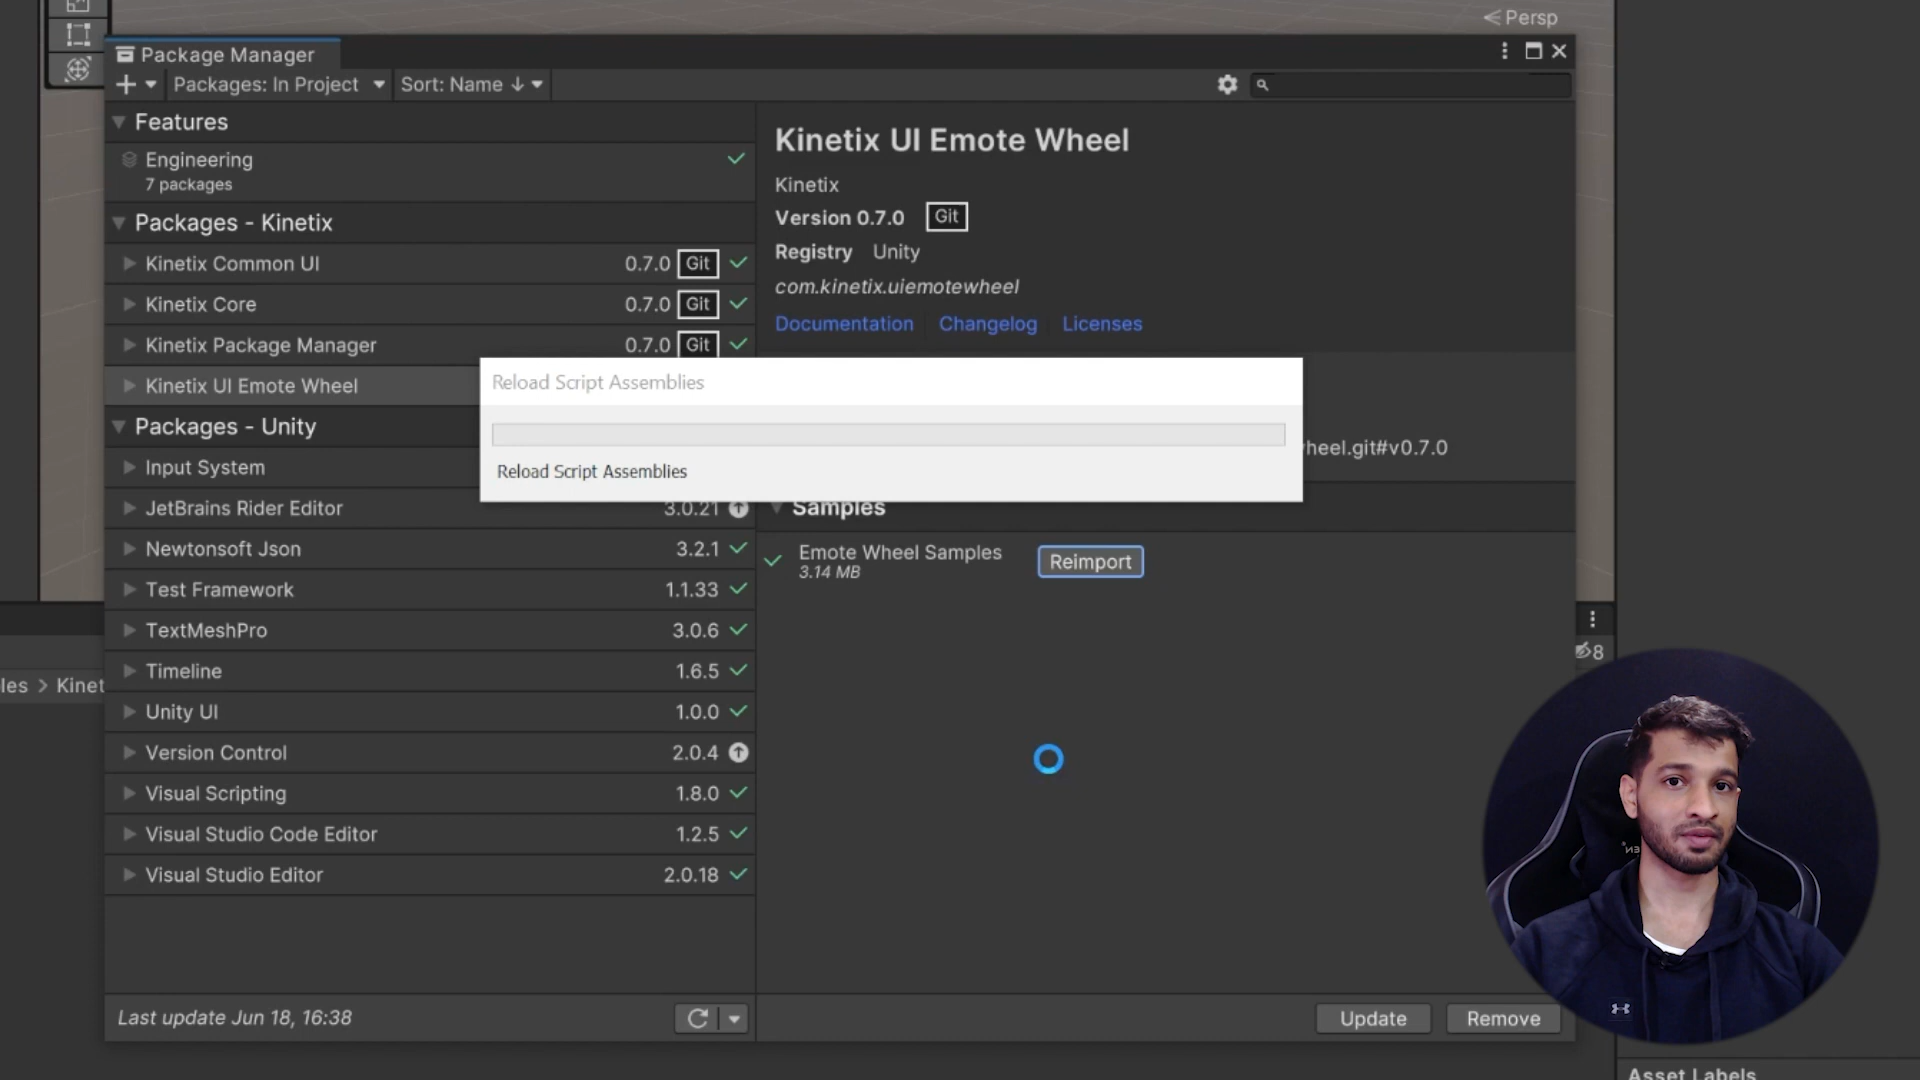 Persp
Package Manager
Packages: In Project
Sort: Name ↓
Features
Engineering
7 packages
Packages - Kinetix
Kinetix Common UI 0.7.0 Git
Kinetix Core 0.7.0 Git
Kinetix Package Manager 0.7.0 Git
Kinetix UI Emote Wheel
Packages - Unity
Input System
JetBrains Rider Editor 3.0.21
Newtonsoft Json 3.2.1
Test Framework 1.1.33
TextMeshPro 3.0.6
Timeline 1.6.5
Unity UI 1.0.0
Version Control 2.0.4
Visual Scripting 1.8.0
Visual Studio Code Editor 1.2.5
Visual Studio Editor 2.0.18
Last update Jun 18, 16:38
Kinetix UI Emote Wheel
Kinetix
Version 0.7.0 Git
Registry Unity
com.kinetix.uiemotewheel
Documentation Changelog Licenses
Reload Script Assemblies
Reload Script Assemblies
heel.git#v0.7.0
Samples
Emote Wheel Samples
3.14 MB
Reimport
Update Remove
8
les > Kinet
Asset Labels